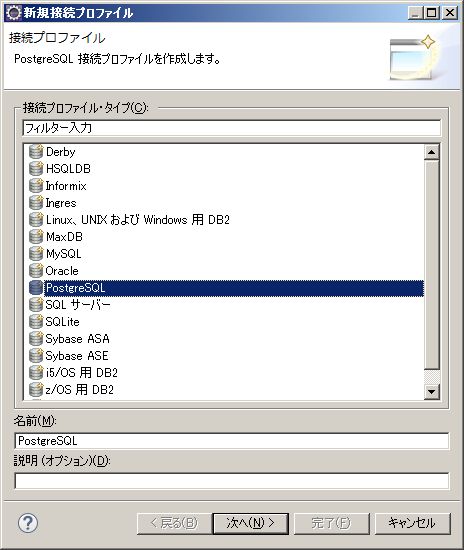 新規接続プロファイル
接続プロファイル
PostgreSQL 接続プロファイルを作成します。
接続プロファイル・タイプ(C):
フィルター入力
Derby
HSQLDB
Informix
Ingres
Linux、UNIX および Windows 用 DB2
MaxDB
MySQL
Oracle
PostgreSQL
SQL サーバー
SQLite
Sybase ASA
Sybase ASE
i5/OS 用 DB2
z/OS 用 DB2
名前(M):
PostgreSQL
説明 (オプション)(D):
?
< 戻る(B) 次へ(N) > 完了(F) キャンセル